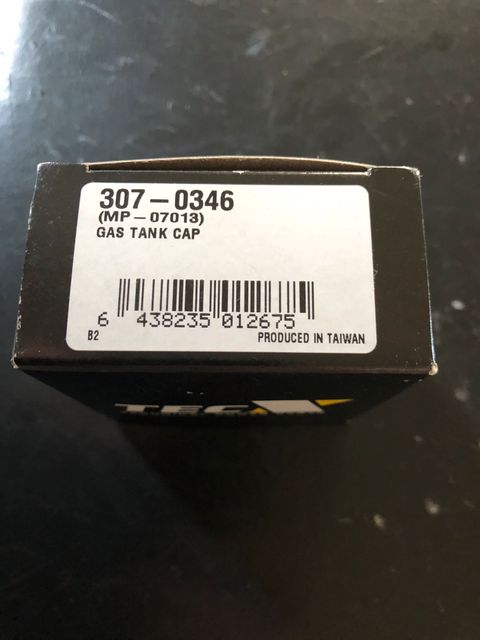 307-0346
(MP-07013)
GAS TANK CAP
6 438235 012675
B2 PRODUCED IN TAIWAN